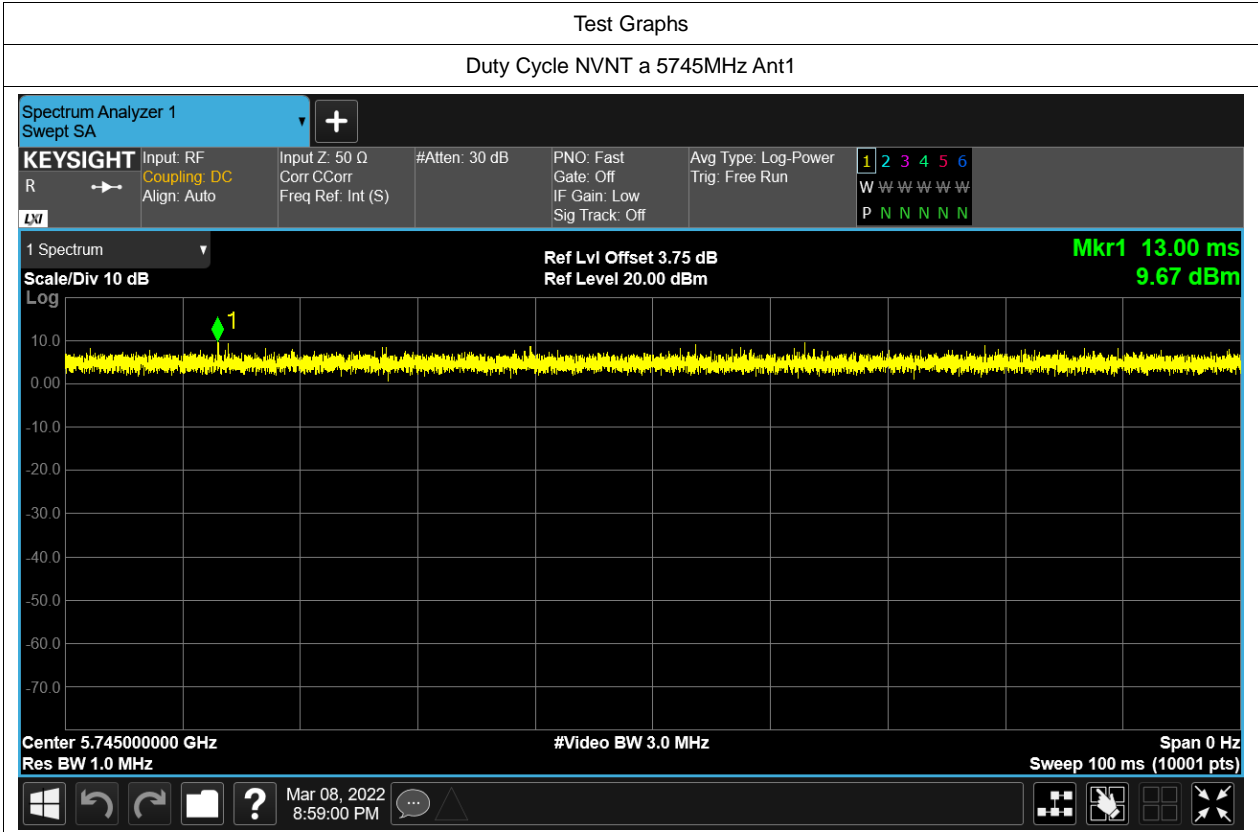 Test Graphs
Duty Cycle NVNT a 5745MHz Ant1
Spectrum Analyzer 1
Swept SA
KEYSIGHT
R
LXI
Input: RF
Coupling: DC
Align: Auto
Input Z: 50 Ω
Corr CCorr
Freq Ref: Int (S)
#Atten: 30 dB
PNO: Fast
Gate: Off
IF Gain: Low
Sig Track: Off
Avg Type: Log-Power
Trig: Free Run
1 2 3 4 5 6
W W W W W W
P N N N N N
1 Spectrum
Scale/Div 10 dB
Ref Lvl Offset 3.75 dB
Ref Level 20.00 dBm
Mkr1 13.00 ms
9.67 dBm
Log
1
10.0
0.00
-10.0
-20.0
-30.0
-40.0
-50.0
-60.0
-70.0
Center 5.745000000 GHz
#Video BW 3.0 MHz
Span 0 Hz
Res BW 1.0 MHz
Sweep 100 ms (10001 pts)
?
Mar 08, 2022
8:59:00 PM